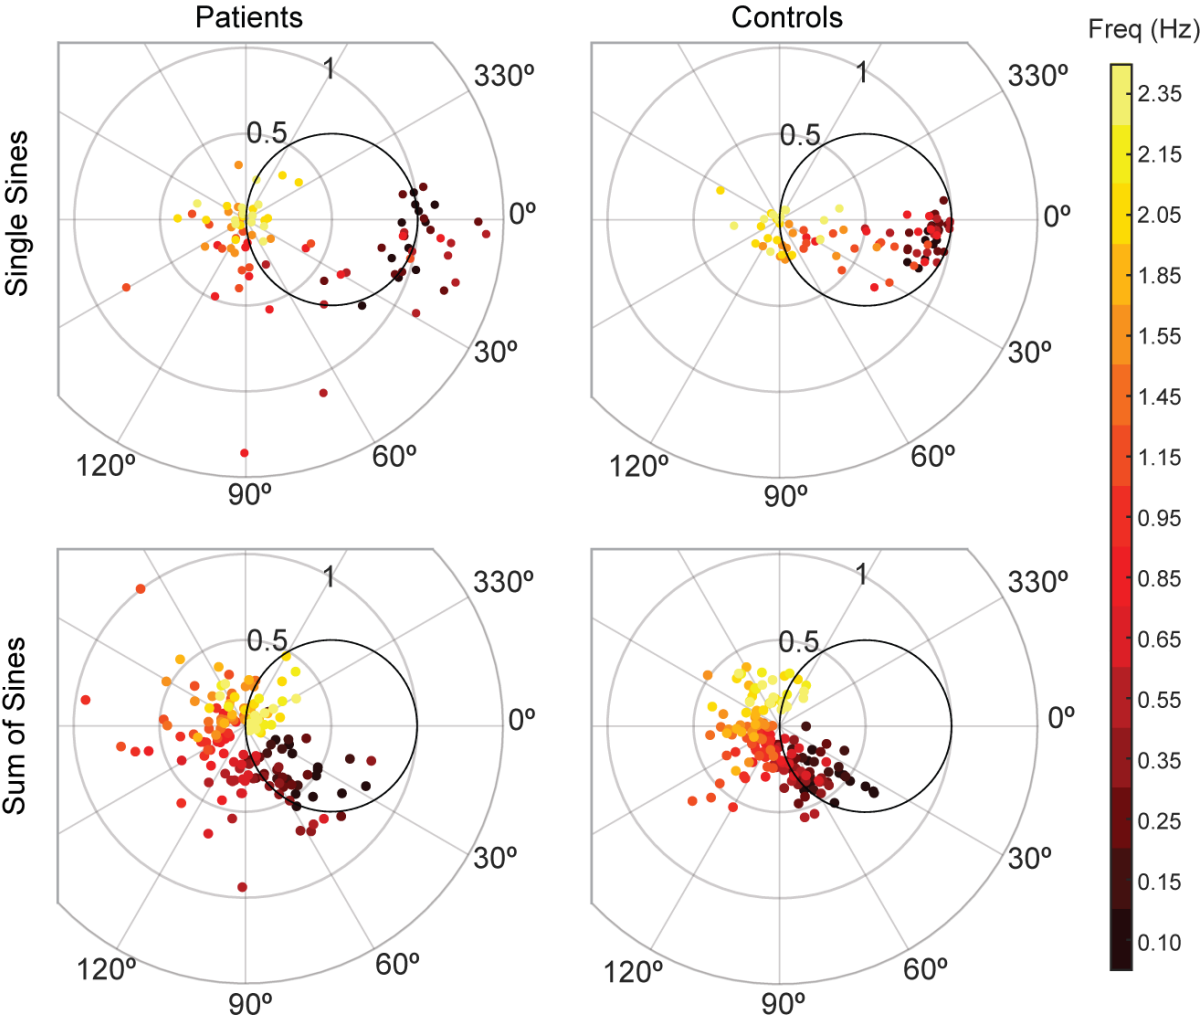 Patients
Controls
Freq (Hz)
Single Sines
1
0.5
330º
0º
30º
60º
90º
120º
1
0.5
330º
0º
30º
60º
90º
120º
Sum of Sines
1
0.5
330º
0º
30º
60º
90º
120º
1
0.5
330º
0º
30º
60º
90º
120º
2.35
2.15
2.05
1.85
1.55
1.45
1.15
0.95
0.85
0.65
0.55
0.35
0.25
0.15
0.10